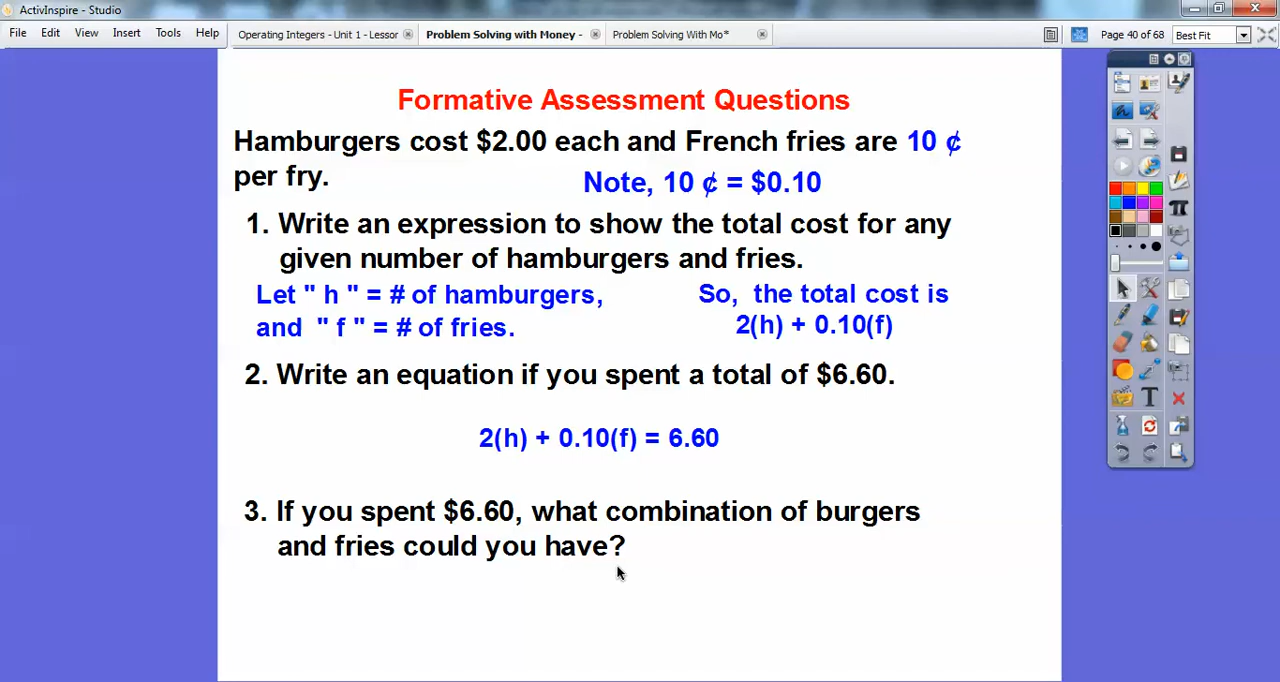 ActivInspire - Studio
File Edit View Insert Tools Help
Operating Integers - Unit 1 - Lessor
Problem Solving with Money -
Problem Solving With Mo*
Page 40 of 68
Best Fit
Formative Assessment Questions
Hamburgers cost $2.00 each and French fries are 10 ¢
per fry.
Note, 10 ¢ = $0.10
1. Write an expression to show the total cost for any
given number of hamburgers and fries.
Let " h " = # of hamburgers,
and " f " = # of fries.
So, the total cost is
2(h) + 0.10(f)
2. Write an equation if you spent a total of $6.60.
2(h) + 0.10(f) = 6.60
3. If you spent $6.60, what combination of burgers
and fries could you have?